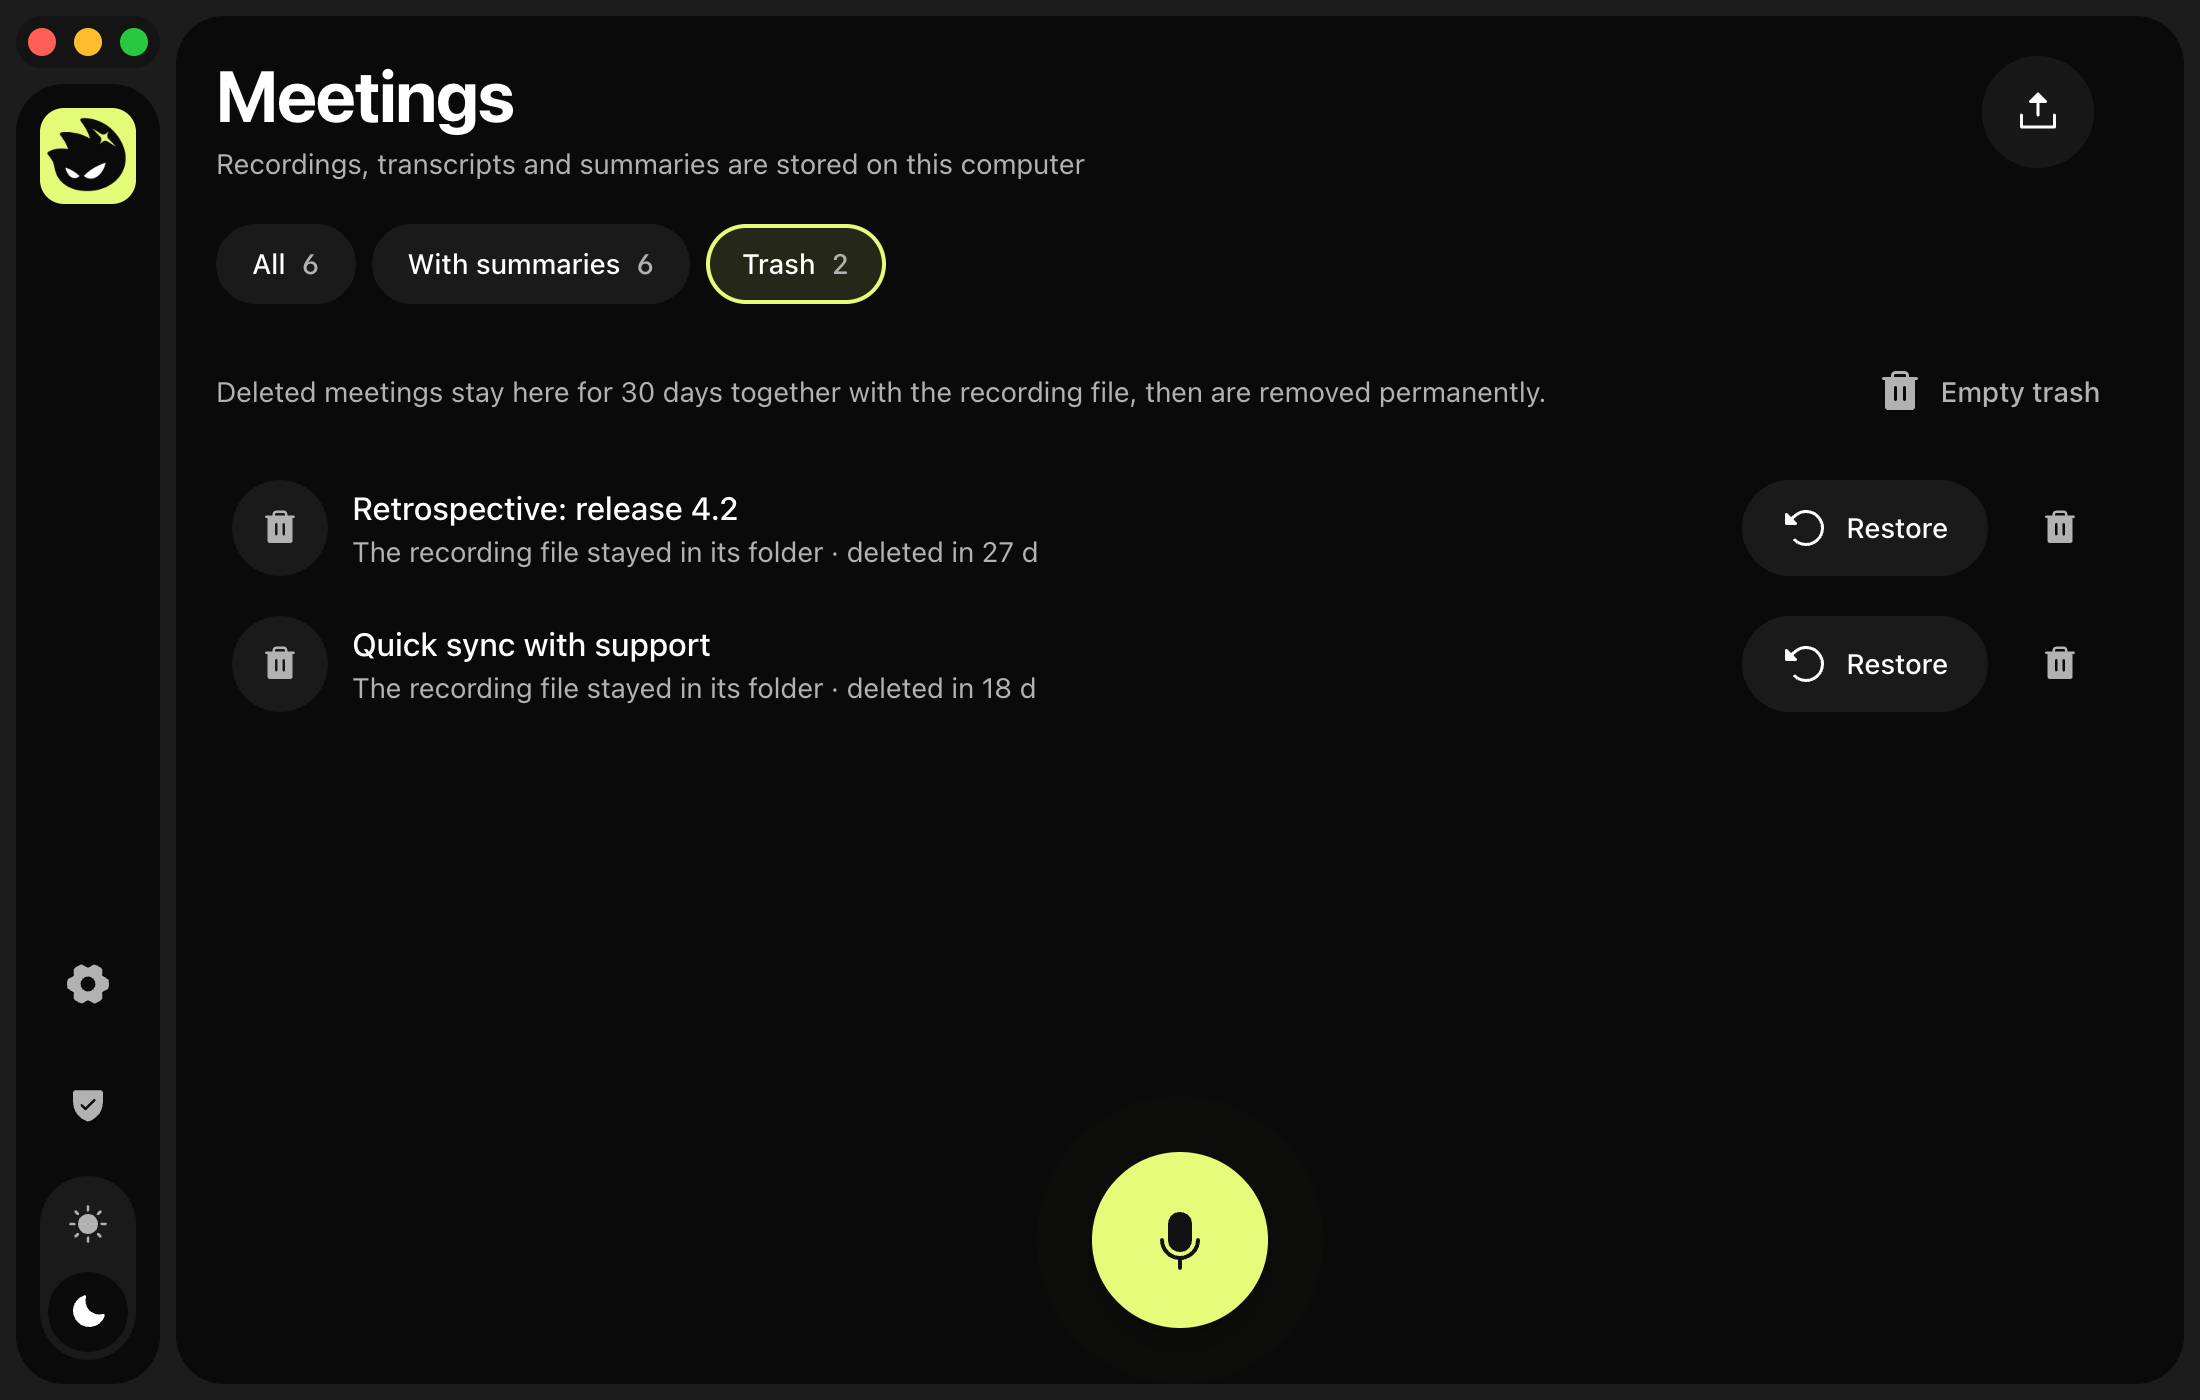 Meetings
Recordings, transcripts and summaries are stored on this computer
All 6
With summaries 6
Trash 2
Deleted meetings stay here for 30 days together with the recording file, then are removed permanently.
Empty trash
Retrospective: release 4.2
The recording file stayed in its folder · deleted in 27 d
Restore
Quick sync with support
The recording file stayed in its folder · deleted in 18 d
Restore